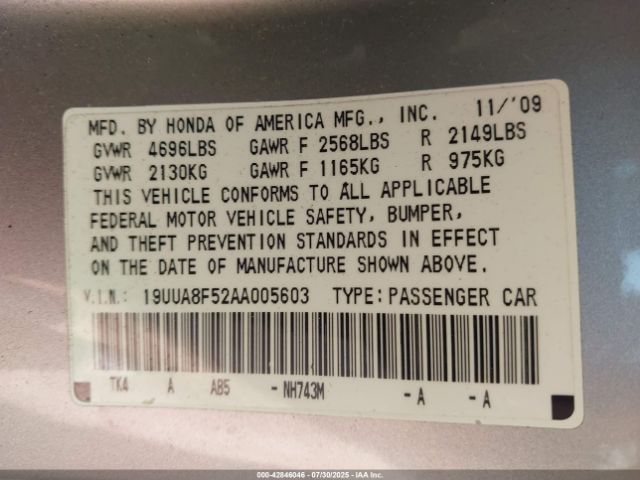 MFD. BY HONDA OF AMERICA MFG., INC. 11/'09
GVWR 4696LBS GAWR F 2568LBS R 2149LBS
GVWR 2130KG GAWR F 1165KG R 975KG
THIS VEHICLE CONFORMS TO ALL APPLICABLE
FEDERAL MOTOR VEHICLE SAFETY, BUMPER,
AND THEFT PREVENTION STANDARDS IN EFFECT
ON THE DATE OF MANUFACTURE SHOWN ABOVE.
V.I.N.: 19UUA8F52AA005603 TYPE:PASSENGER CAR
TK4 A AB5 -NH743M -A -A
000-42846046 - 07/30/2025 - IAA Inc.